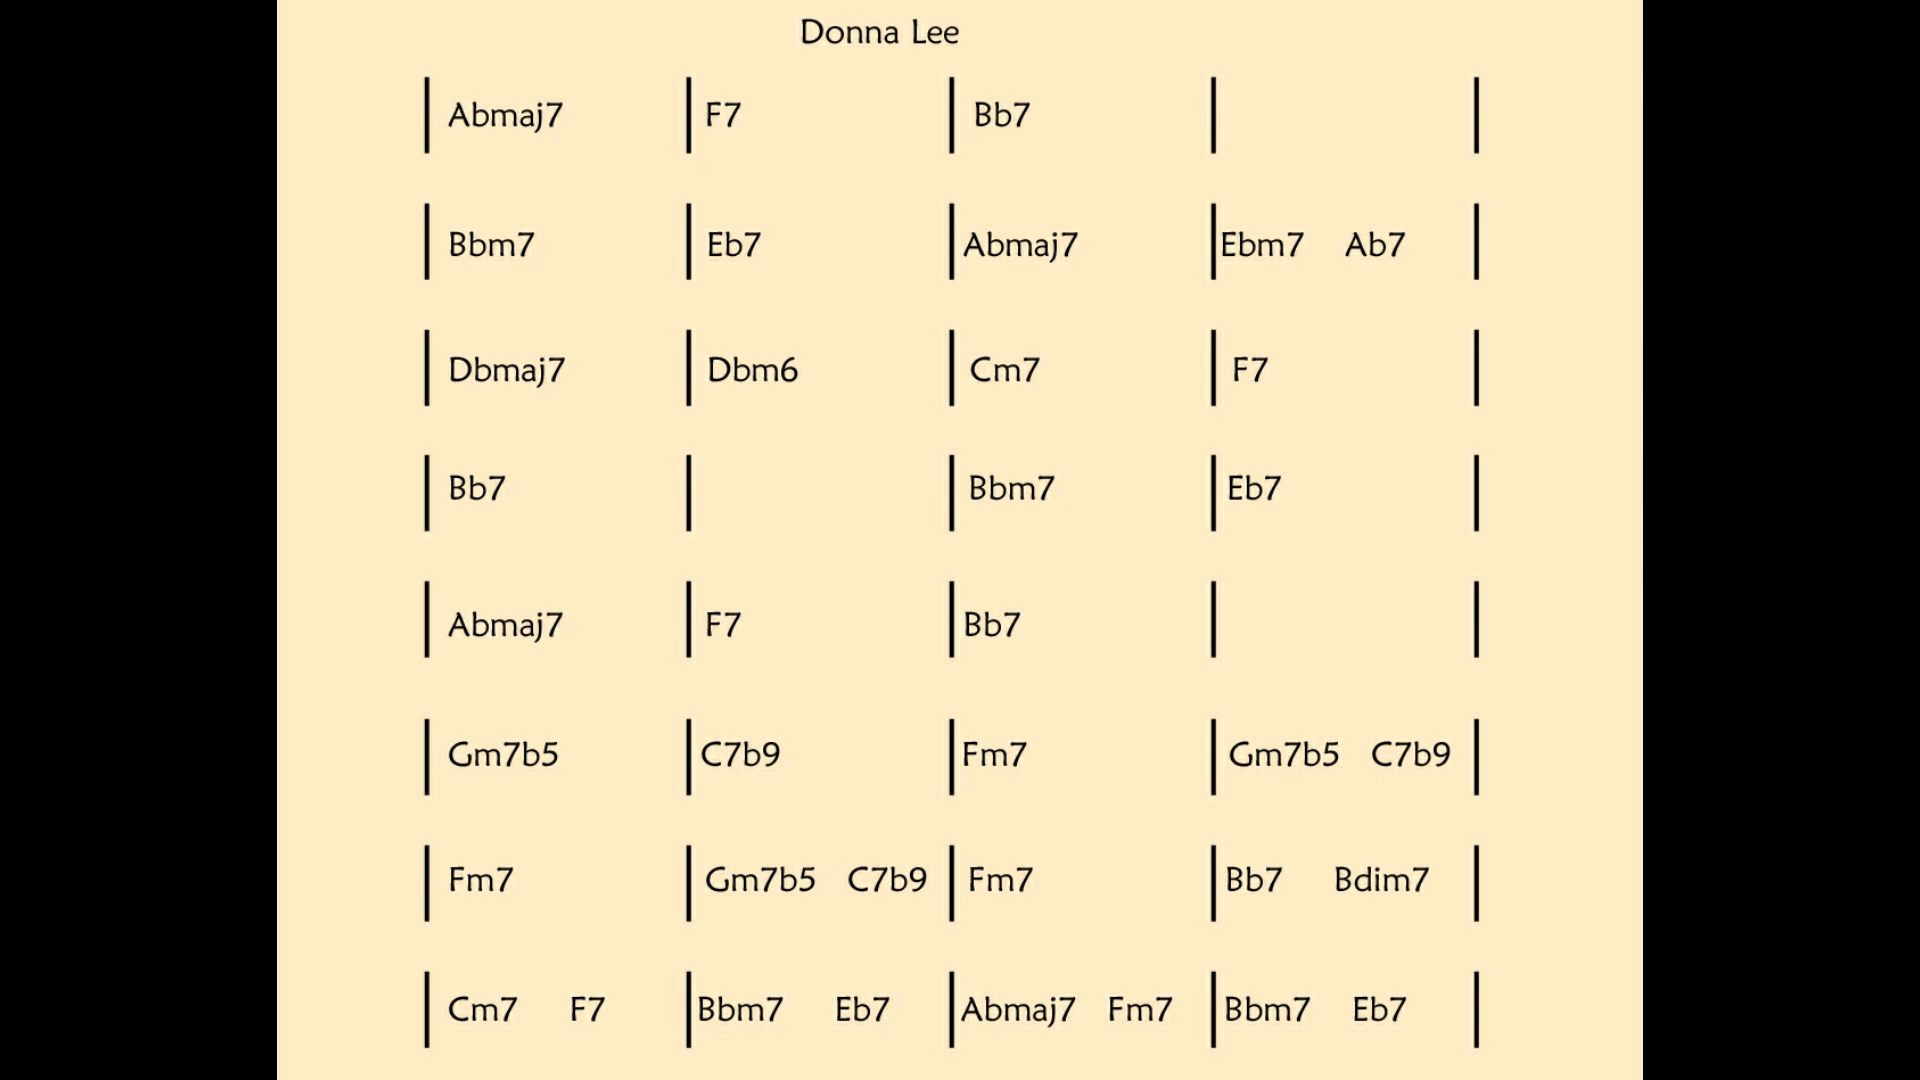 Donna Lee
Abmaj7 F7 Bb7
Bbm7 Eb7 Abmaj7 Ebm7 Ab7
Dbmaj7 Dbm6 Cm7 F7
Bb7 Bbm7 Eb7
Abmaj7 F7 Bb7
Gm7b5 C7b9 Fm7 Gm7b5 C7b9
Fm7 Gm7b5 C7b9 Fm7 Bb7 Bdim7
Cm7 F7 Bbm7 Eb7 Abmaj7 Fm7 Bbm7 Eb7